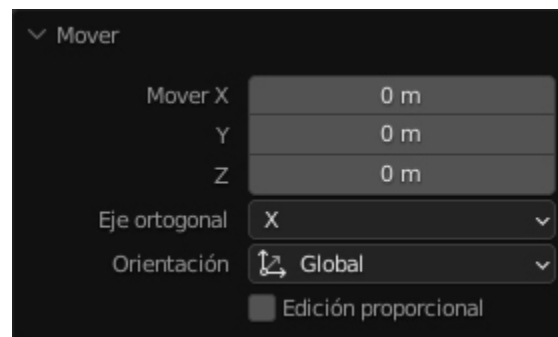 Mover
Mover X 0 m
Y 0 m
Z 0 m
Eje ortogonal X
Orientación Global
Edición proporcional